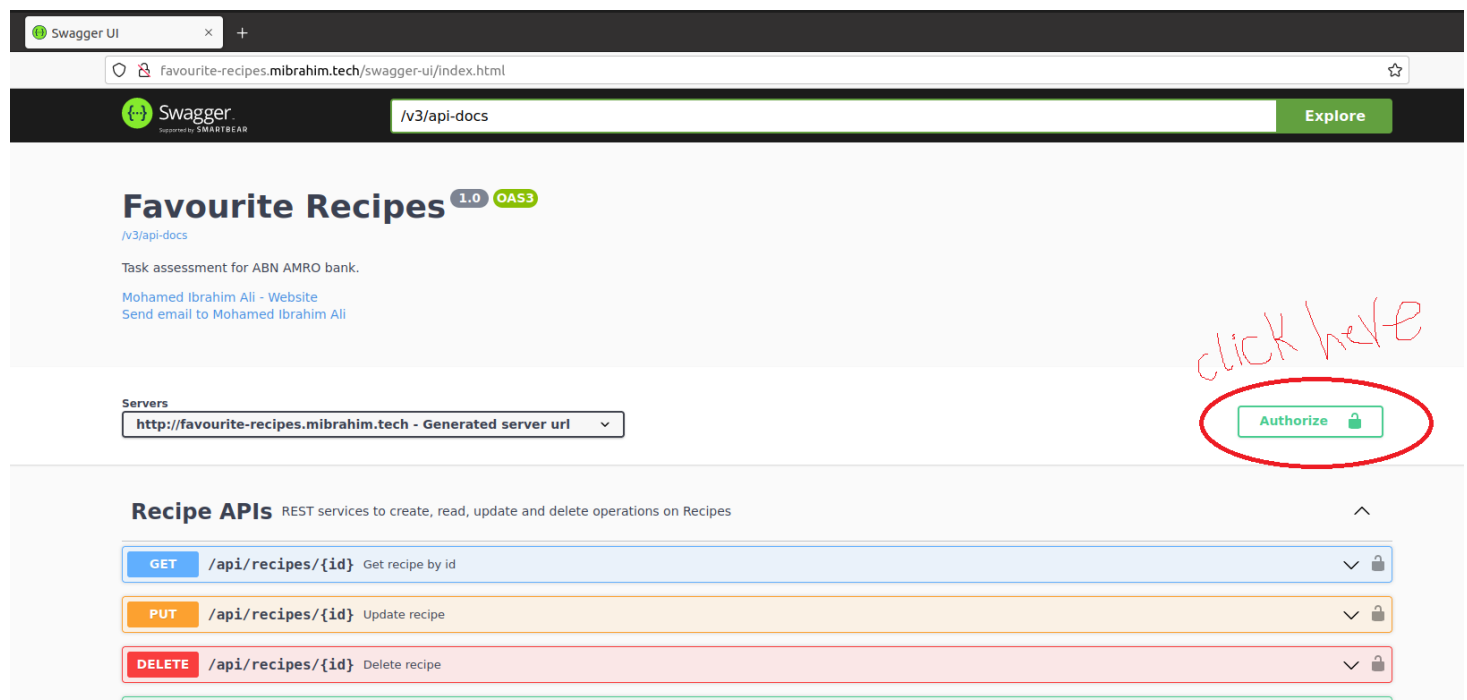 Swagger UI × +
favourite-recipes.mibrahim.tech/swagger-ui/index.html
{··} Swagger.
Supported by SMARTBEAR
/v3/api-docs
Explore
Favourite Recipes 1.0 OAS3
/v3/api-docs
Task assessment for ABN AMRO bank.
Mohamed Ibrahim Ali - Website
Send email to Mohamed Ibrahim Ali
click here
Servers
http://favourite-recipes.mibrahim.tech - Generated server url
Authorize
Recipe APIs REST services to create, read, update and delete operations on Recipes
GET /api/recipes/{id} Get recipe by id
PUT /api/recipes/{id} Update recipe
DELETE /api/recipes/{id} Delete recipe